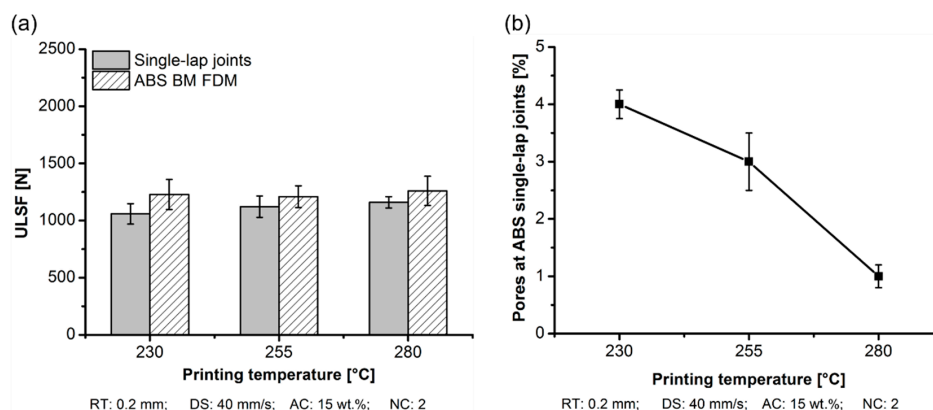 (a)
2500
2000
1500
1000
500
0
ULSF [N]
Single-lap joints
ABS BM FDM
230 255 280
Printing temperature [°C]
RT: 0.2 mm; DS: 40 mm/s; AC: 15 wt.%; NC: 2
(b)
5
4
3
2
1
0
Pores at ABS single-lap joints [%]
230 255 280
Printing temperature [°C]
RT: 0.2 mm; DS: 40 mm/s; AC: 15 wt.%; NC: 2